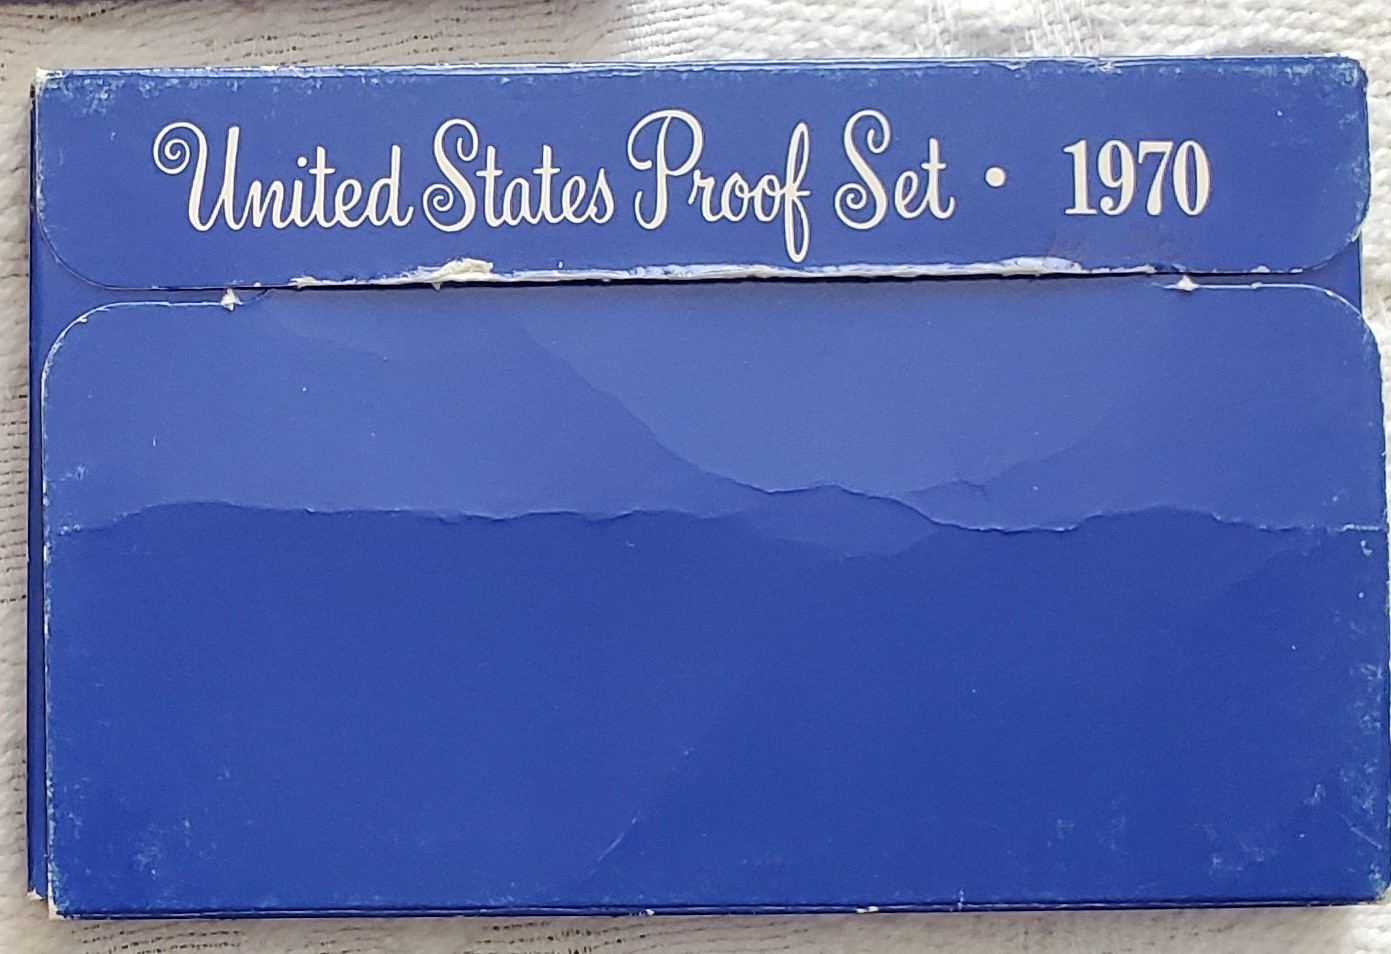 United States Proof Set • 1970